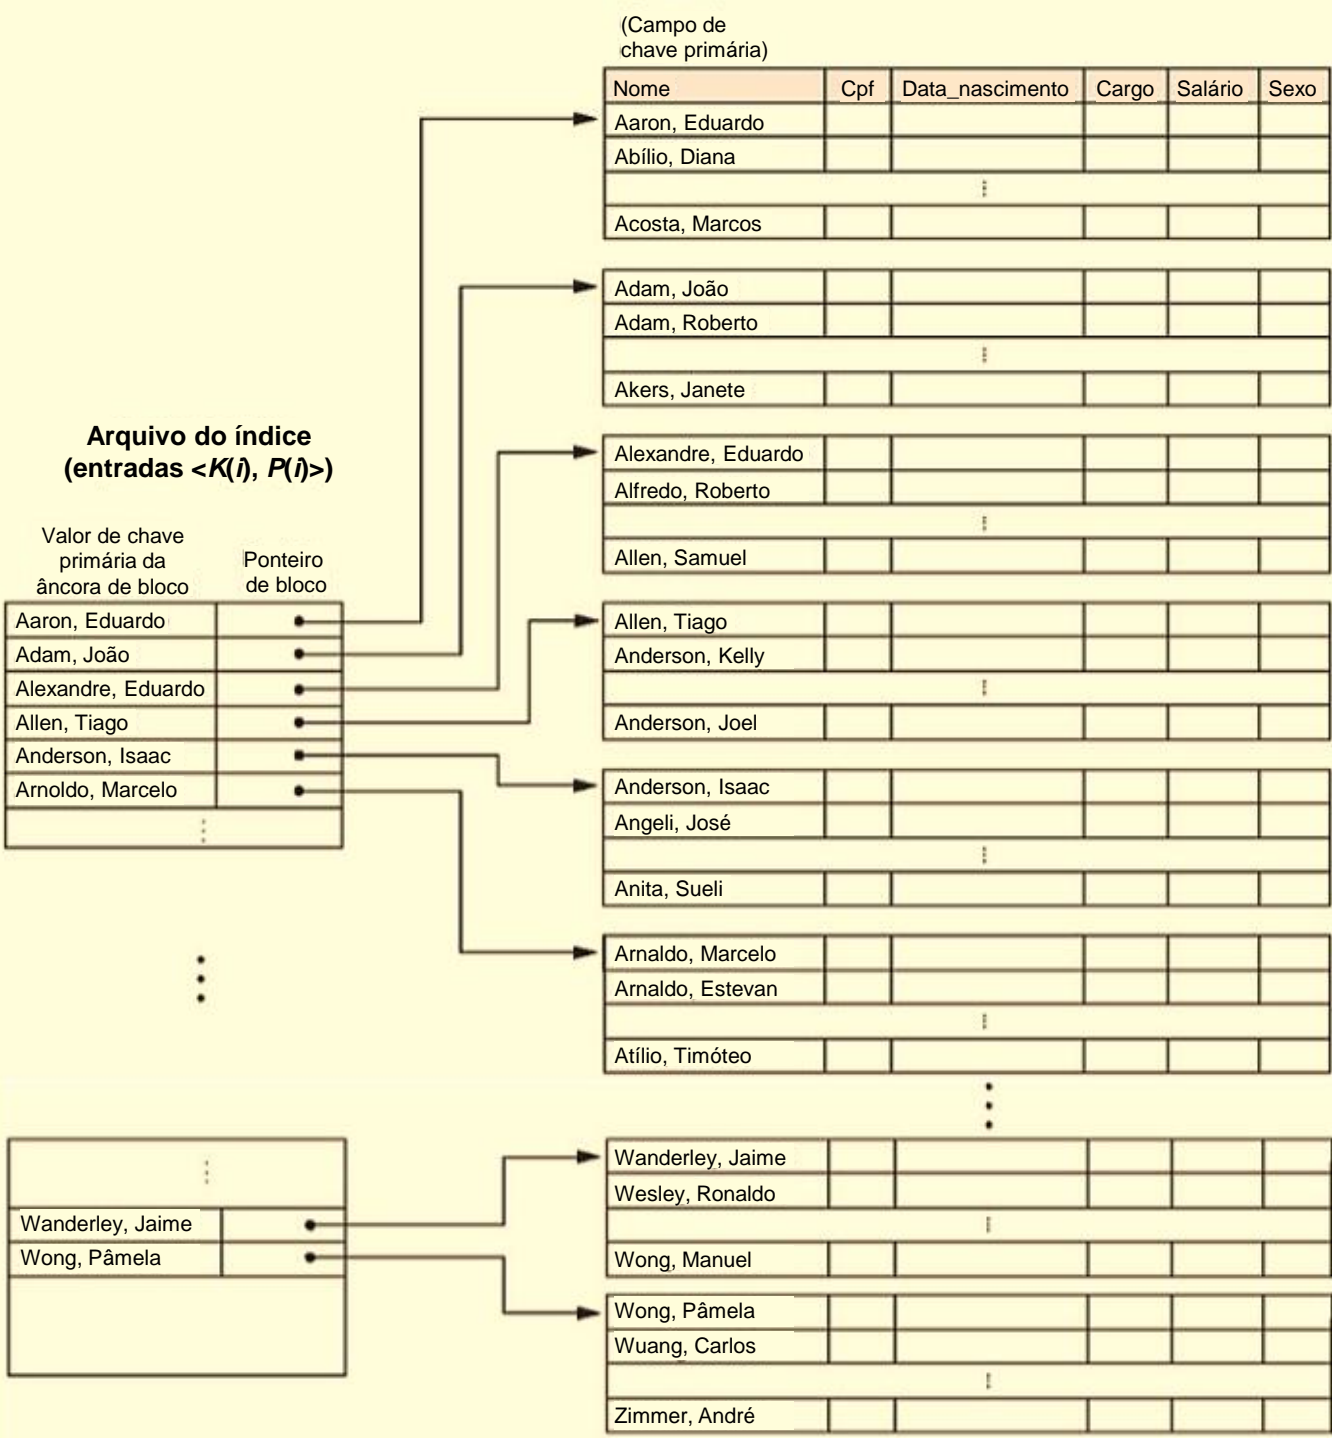 (Campo de
chave primária)
Nome Cpf Data_nascimento Cargo Salário Sexo
Aaron, Eduardo
Abílio, Diana
Acosta, Marcos
Adam, João
Adam, Roberto
Akers, Janete
Alexandre, Eduardo
Alfredo, Roberto
Allen, Samuel
Allen, Tiago
Anderson, Kelly
Anderson, Joel
Anderson, Isaac
Angeli, José
Anita, Sueli
Arnaldo, Marcelo
Arnaldo, Estevan
Atílio, Timóteo
Wanderley, Jaime
Wesley, Ronaldo
Wong, Manuel
Wong, Pâmela
Wuang, Carlos
Zimmer, André
Arquivo do índice
(entradas <K(i), P(i)>)
Valor de chave
primária da
âncora de bloco
Ponteiro
de bloco
Aaron, Eduardo
Adam, João
Alexandre, Eduardo
Allen, Tiago
Anderson, Isaac
Arnoldo, Marcelo
Wanderley, Jaime
Wong, Pâmela